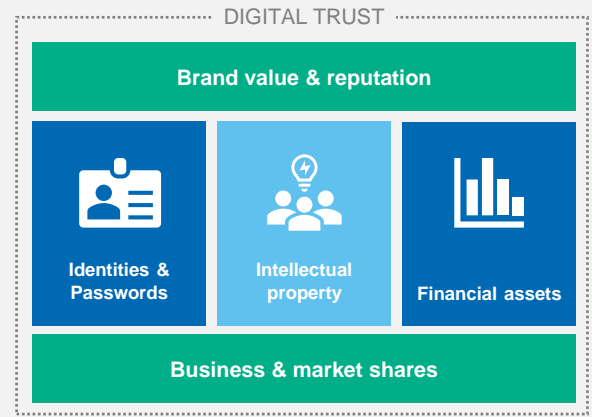 DIGITAL TRUST
Brand value & reputation
Identities &
Passwords
Intellectual
property
Financial assets
Business & market shares